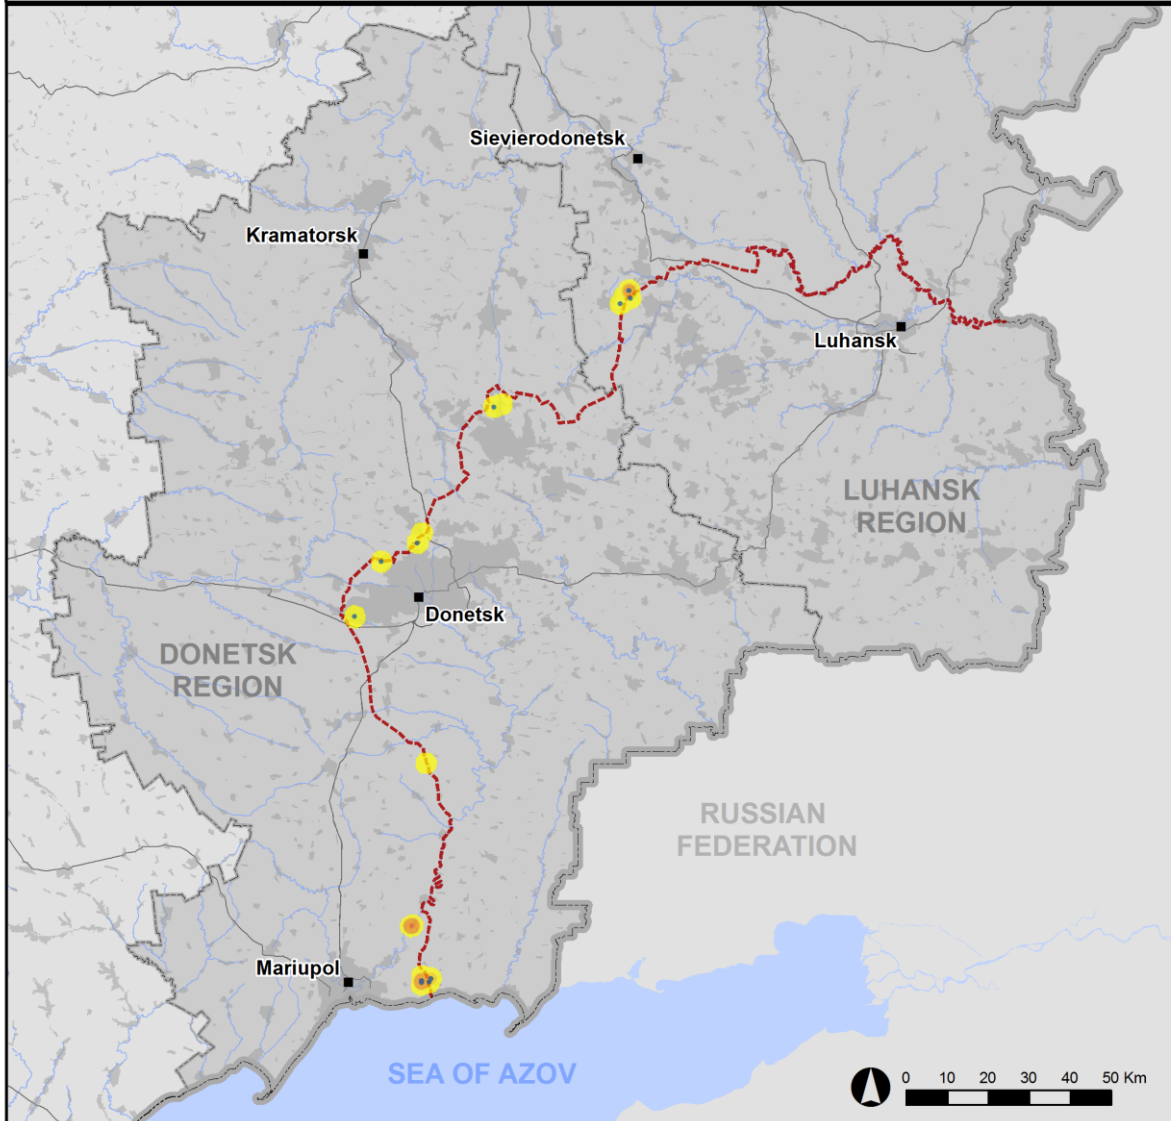 Sievierodonetsk
Kramatorsk
Luhansk
LUHANSK
REGION
Donetsk
DONETSK
REGION
RUSSIAN
FEDERATION
Mariupol
SEA OF AZOV
0 10 20 30 40 50 Km